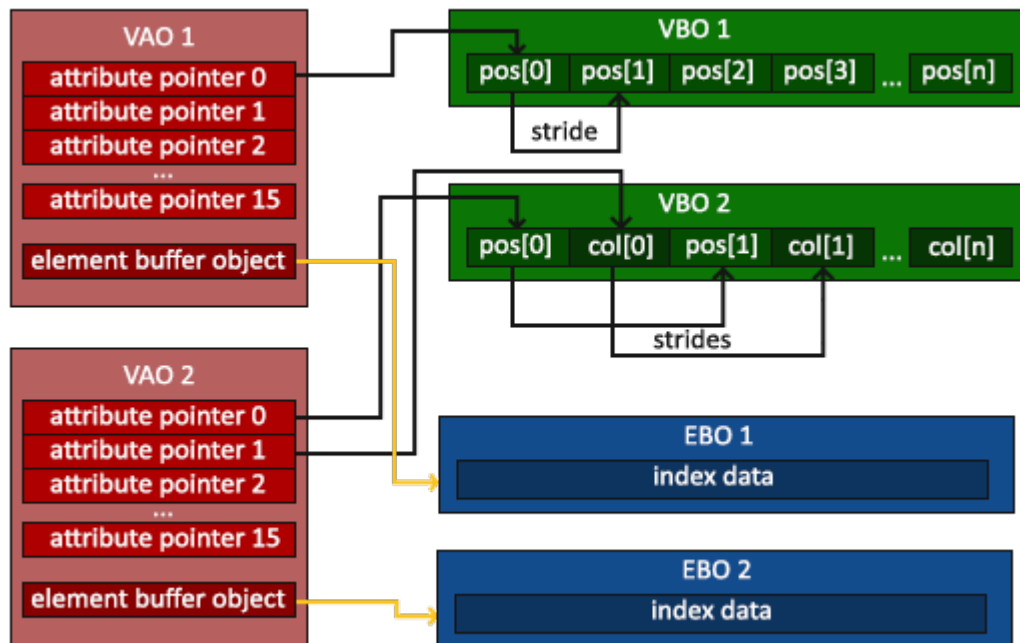 VAO 1
attribute pointer 0
attribute pointer 1
attribute pointer 2
...
attribute pointer 15
element buffer object
VBO 1
pos[0] pos[1] pos[2] pos[3] ... pos[n]
stride
VBO 2
pos[0] col[0] pos[1] col[1] ... col[n]
strides
VAO 2
attribute pointer 0
attribute pointer 1
attribute pointer 2
...
attribute pointer 15
element buffer object
EBO 1
index data
EBO 2
index data